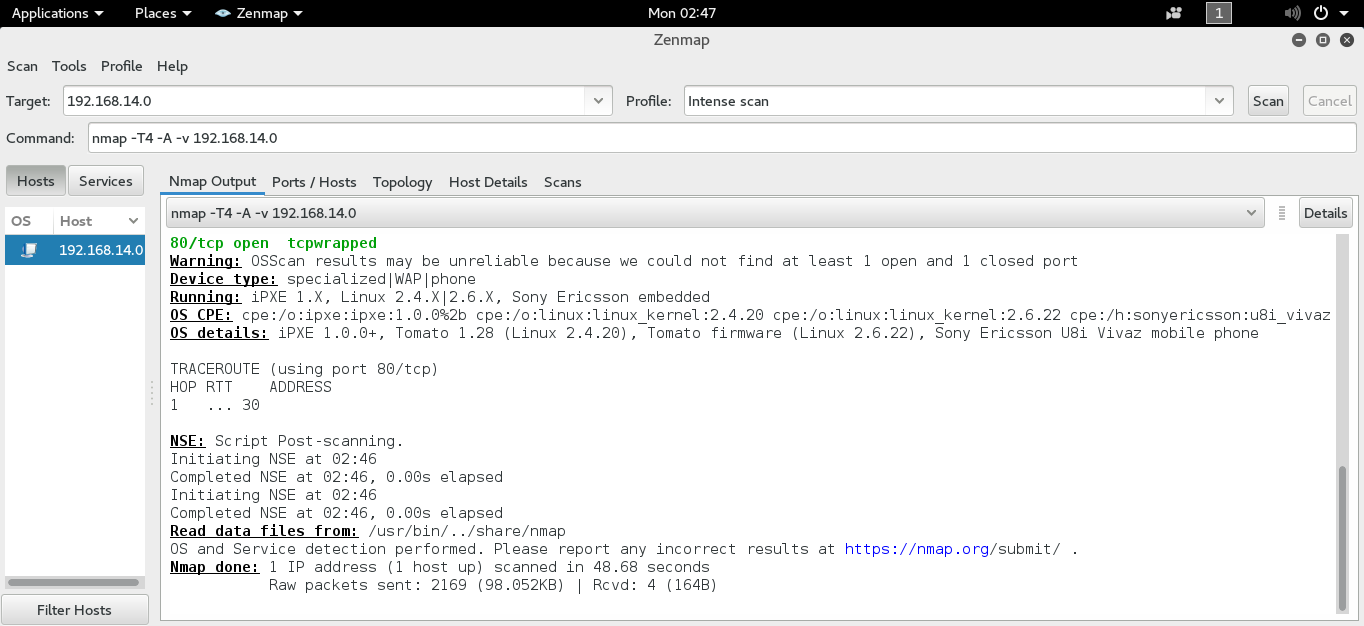 Applications Places Zenmap Mon 02:47 1
Zenmap
Scan Tools Profile Help
Target: 192.168.14.0 Profile: Intense scan Scan Cancel
Command: nmap -T4 -A -v 192.168.14.0
Hosts Services Nmap Output Ports / Hosts Topology Host Details Scans
OS Host nmap -T4 -A -v 192.168.14.0 Details
192.168.14.0
80/tcp open  tcpwrapped
Warning: OSScan results may be unreliable because we could not find at least 1 open and 1 closed port
Device type: specialized|WAP|phone
Running: iPXE 1.X, Linux 2.4.X|2.6.X, Sony Ericsson embedded
OS CPE: cpe:/o:ipxe:ipxe:1.0.0%2b cpe:/o:linux:linux_kernel:2.4.20 cpe:/o:linux:linux_kernel:2.6.22 cpe:/h:sonyericsson:u8i_vivaz
OS details: iPXE 1.0.0+, Tomato 1.28 (Linux 2.4.20), Tomato firmware (Linux 2.6.22), Sony Ericsson U8i Vivaz mobile phone
TRACEROUTE (using port 80/tcp)
HOP RTT    ADDRESS
1   ... 30
NSE: Script Post-scanning.
Initiating NSE at 02:46
Completed NSE at 02:46, 0.00s elapsed
Initiating NSE at 02:46
Completed NSE at 02:46, 0.00s elapsed
Read data files from: /usr/bin/../share/nmap
OS and Service detection performed. Please report any incorrect results at https://nmap.org/submit/ .
Nmap done: 1 IP address (1 host up) scanned in 48.68 seconds
Raw packets sent: 2169 (98.052KB) | Rcvd: 4 (164B)
Filter Hosts